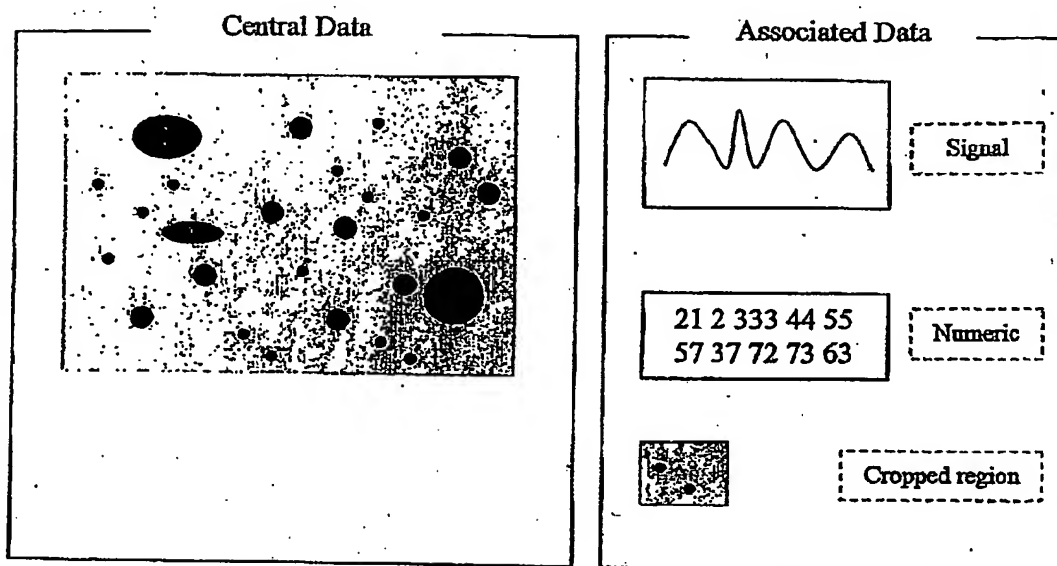 Central Data
Associated Data
Signal
21 2 333 44 55
57 37 72 73 63
Numeric
Cropped region